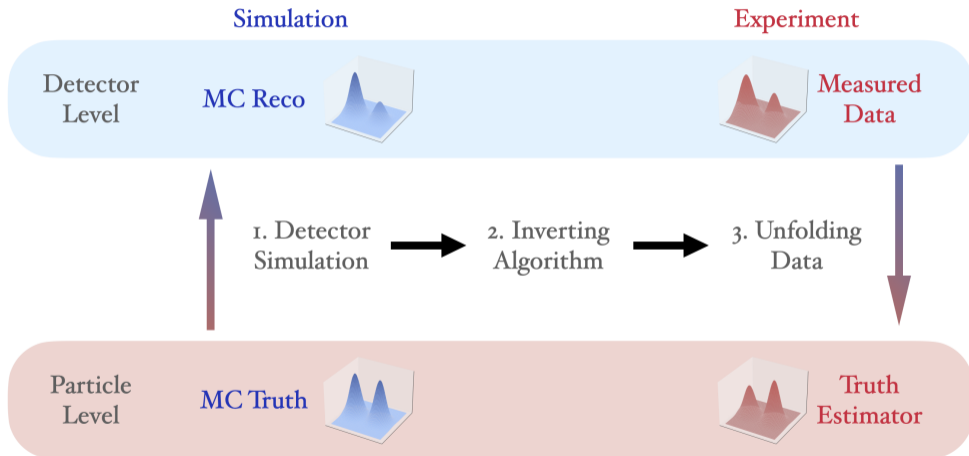 Simulation
Experiment
Detector
Level
MC Reco
Measured
Data
1. Detector
Simulation
2. Inverting
Algorithm
3. Unfolding
Data
Particle
Level
MC Truth
Truth
Estimator